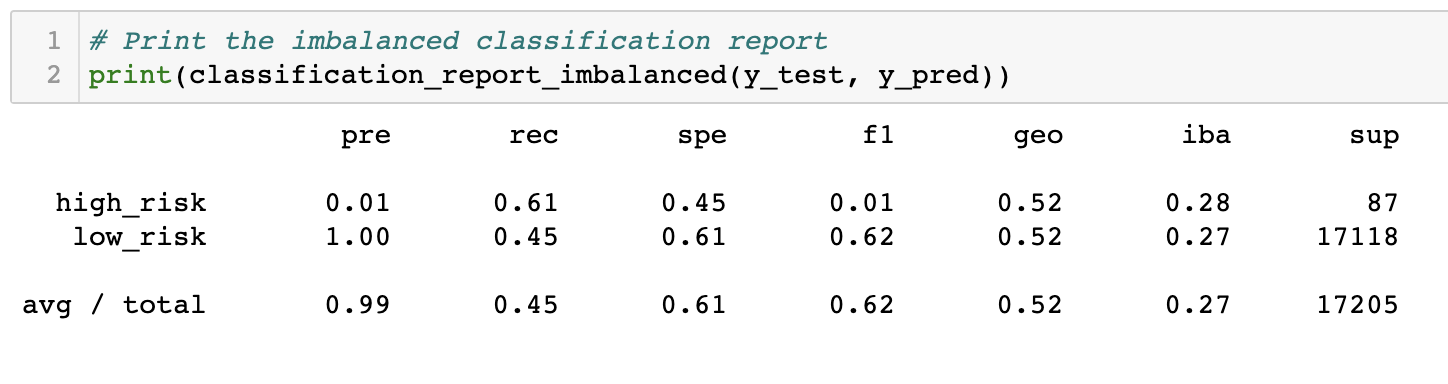 1 # Print the imbalanced classification report
2 print(classification_report_imbalanced(y_test, y_pred))
pre rec spe f1 geo iba sup
high_risk 0.01 0.61 0.45 0.01 0.52 0.28 87
low_risk 1.00 0.45 0.61 0.62 0.52 0.27 17118
avg / total 0.99 0.45 0.61 0.62 0.52 0.27 17205